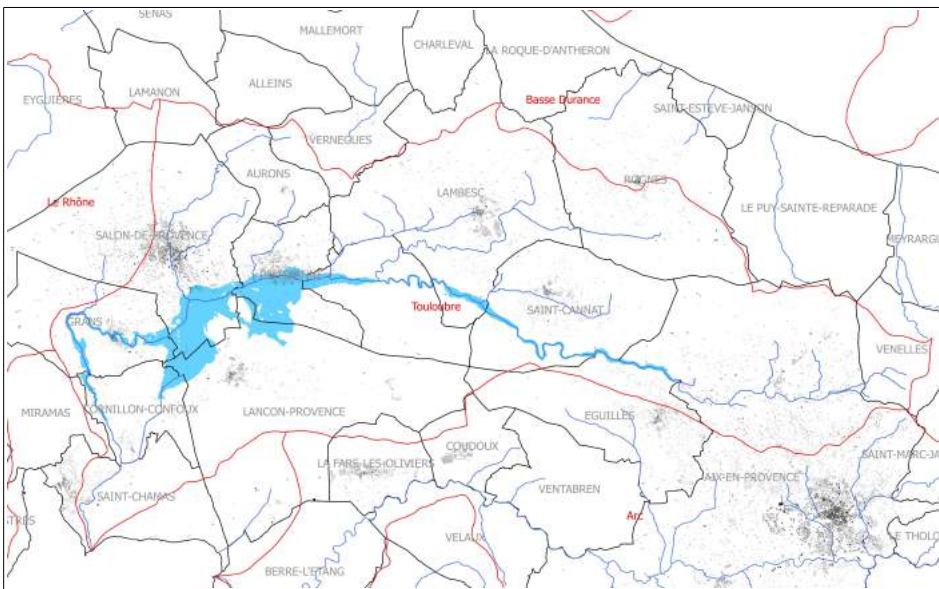 SENAS
MALLEMORT
CHARLEVAL
LA ROQUE-D'ANTHERON
ALLEINS
LAMANON
EYGUIÈRES
Basse Durance
SAINT-ESTEVE-JANSON
VERNEGUES
AURONS
ROGNES
LAMBESC
Le Rhône
LE PUY-SAINTE-REPARADE
SALON-DE-PROVENCE
MEYRARGU
Touloubre
SAINT-CANNAT
GRANS
VENELLES
MIRAMAS
CORNILLON-CONFOUX
LANCON-PROVENCE
EGUILLES
COUDOUX
SAINT-MARC-JA
LA FARE-LES-OLIVIERS
AIX-EN-PROVENCE
VENTABREN
SAINT-CHAMAS
Arc
STRES
VELAUX
LE THOLO
BERRE-L'ETANG